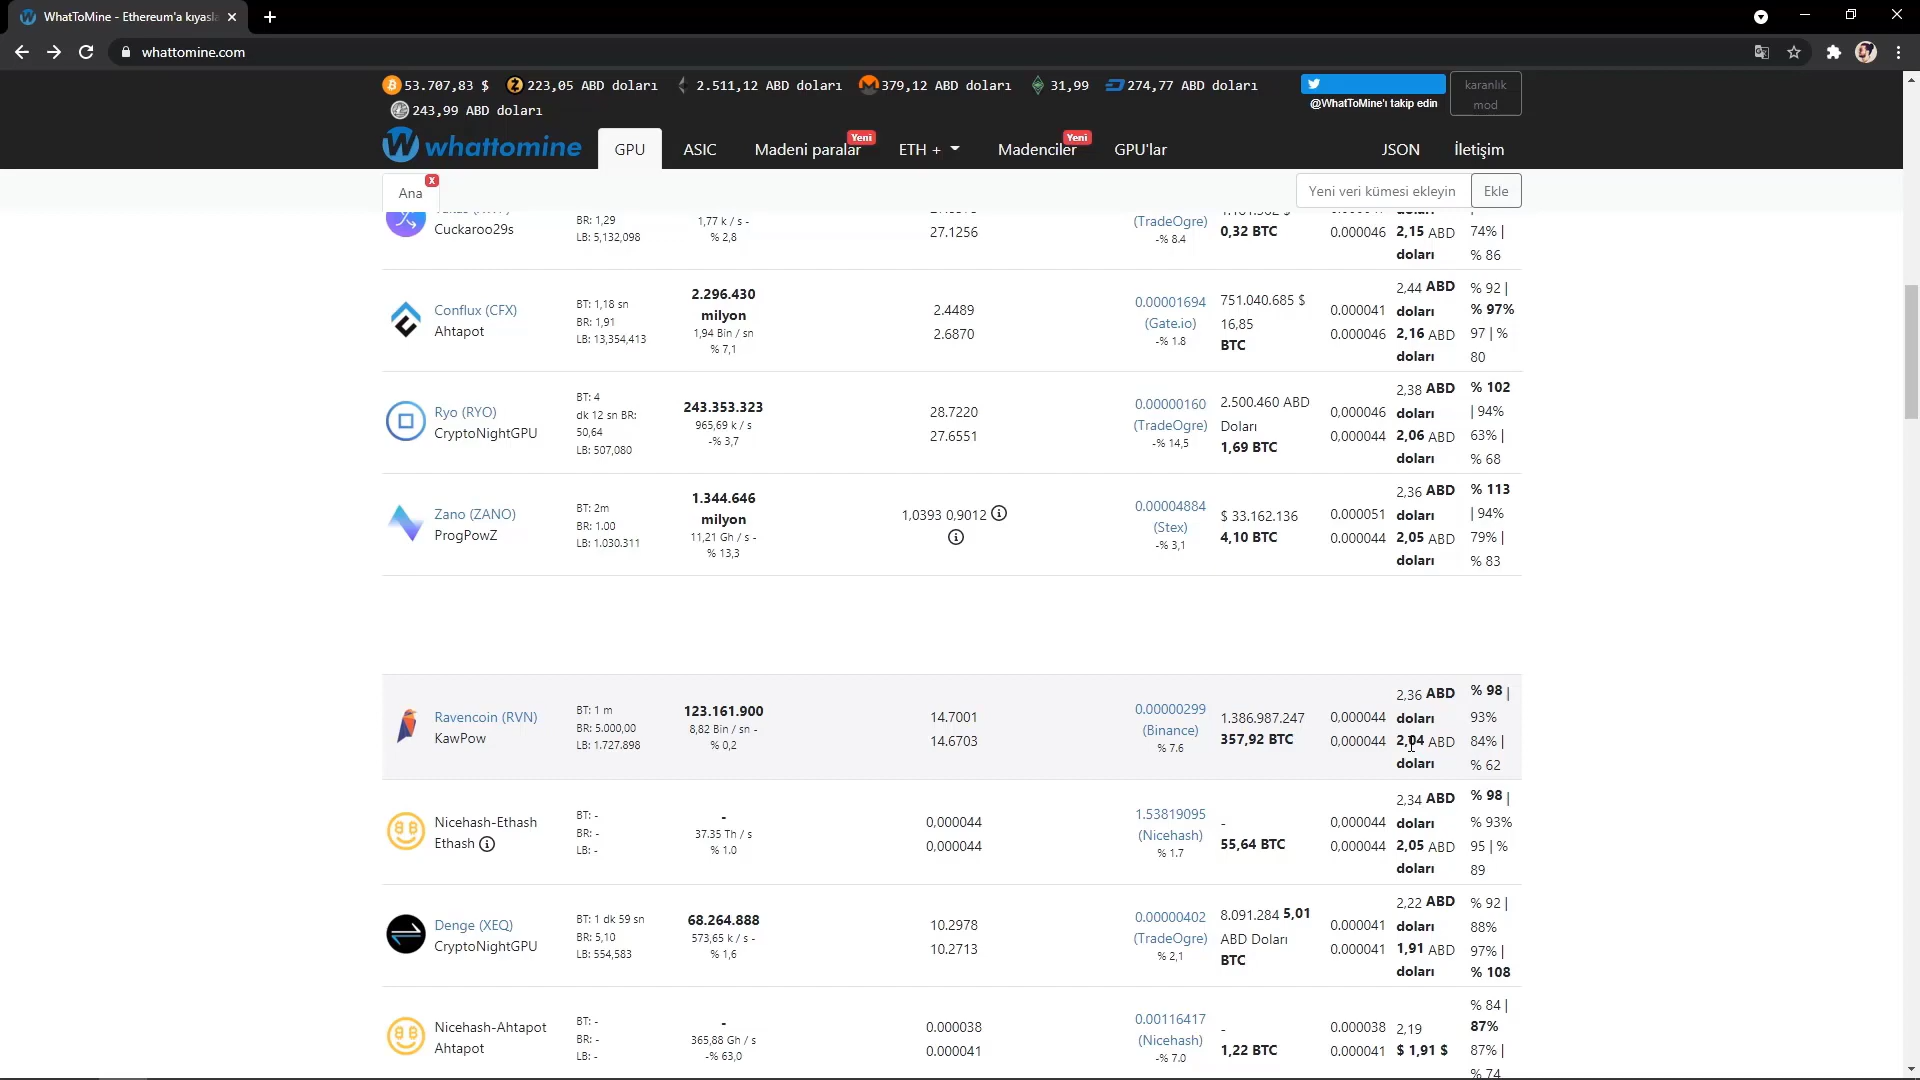 WhatToMine - Ethereum'a kıyasla
whattomine.com
53.707,83 $ 223,05 ABD doları 2.511,12 ABD doları 379,12 ABD doları 31,99 274,77 ABD doları
243,99 ABD doları
@WhatToMine'ı takip edin
karanlık
mod
whattomine GPU ASIC Madeni paralar Yeni ETH + Madenciler Yeni GPU'lar JSON İletişim
Ana x Yeni veri kümesi ekleyin Ekle
Cuckaroo29s
BR: 1,29
LB: 5,132,098
1,77 k / s -
% 2,8
27.1256
(TradeOgre)
-% 8.4
0,32 BTC
0.000046
2,15 ABD
doları
74% |
% 86
Conflux (CFX)
Ahtapot
BT: 1,18 sn
BR: 1,91
LB: 13,354,413
2.296.430
milyon
1,94 Bin / sn
% 7,1
2.4489
2.6870
0.00001694
(Gate.io)
-% 1.8
751.040.685 $
16,85
BTC
0.000041
0.000046
2,44 ABD
doları
2,16 ABD
doları
% 92 |
% 97%
97 | %
80
Ryo (RYO)
CryptoNightGPU
BT: 4
dk 12 sn BR:
50,64
LB: 507,080
243.353.323
965,69 k / s
-% 3,7
28.7220
27.6551
0.00000160
(TradeOgre)
-% 14,5
2.500.460 ABD
Doları
1,69 BTC
0,000046
0,000044
2,38 ABD
doları
2,06 ABD
doları
% 102
| 94%
63% |
% 68
Zano (ZANO)
ProgPowZ
BT: 2m
BR: 1.00
LB: 1.030.311
1.344.646
milyon
11,21 Gh / s -
% 13,3
1,0393 0,9012
0.00004884
(Stex)
-% 3,1
$ 33.162.136
4,10 BTC
0.000051
0.000044
2,36 ABD
doları
2,05 ABD
doları
% 113
| 94%
79% |
% 83
Ravencoin (RVN)
KawPow
BT: 1 m
BR: 5.000,00
LB: 1.727.898
123.161.900
8,82 Bin / sn -
% 0,2
14.7001
14.6703
0.00000299
(Binance)
% 7.6
1.386.987.247
357,92 BTC
0,000044
0,000044
2,36 ABD
doları
2,04 ABD
doları
% 98 |
93%
84% |
% 62
Nicehash-Ethash
Ethash
BT: -
BR: -
LB: -
-
37.35 Th / s
% 1.0
0,000044
0,000044
1.53819095
(Nicehash)
% 1.7
-
55,64 BTC
0,000044
0,000044
2,34 ABD
doları
2,05 ABD
doları
% 98 |
% 93%
95 | %
89
Denge (XEQ)
CryptoNightGPU
BT: 1 dk 59 sn
BR: 5,10
LB: 554,583
68.264.888
573,65 k / s -
% 1,6
10.2978
10.2713
0.00000402
(TradeOgre)
% 2,1
8.091.284 5,01
ABD Doları
BTC
0.000041
0.000041
2,22 ABD
doları
1,91 ABD
doları
% 92 |
88%
97% |
% 108
Nicehash-Ahtapot
Ahtapot
BT: -
BR: -
LB: -
-
365,88 Gh / s
-% 63,0
0.000038
0.000041
0.00116417
(Nicehash)
-% 7.0
-
1,22 BTC
0.000038
0.000041
2,19
$ 1,91 $
% 84 |
87%
87% |
% 74